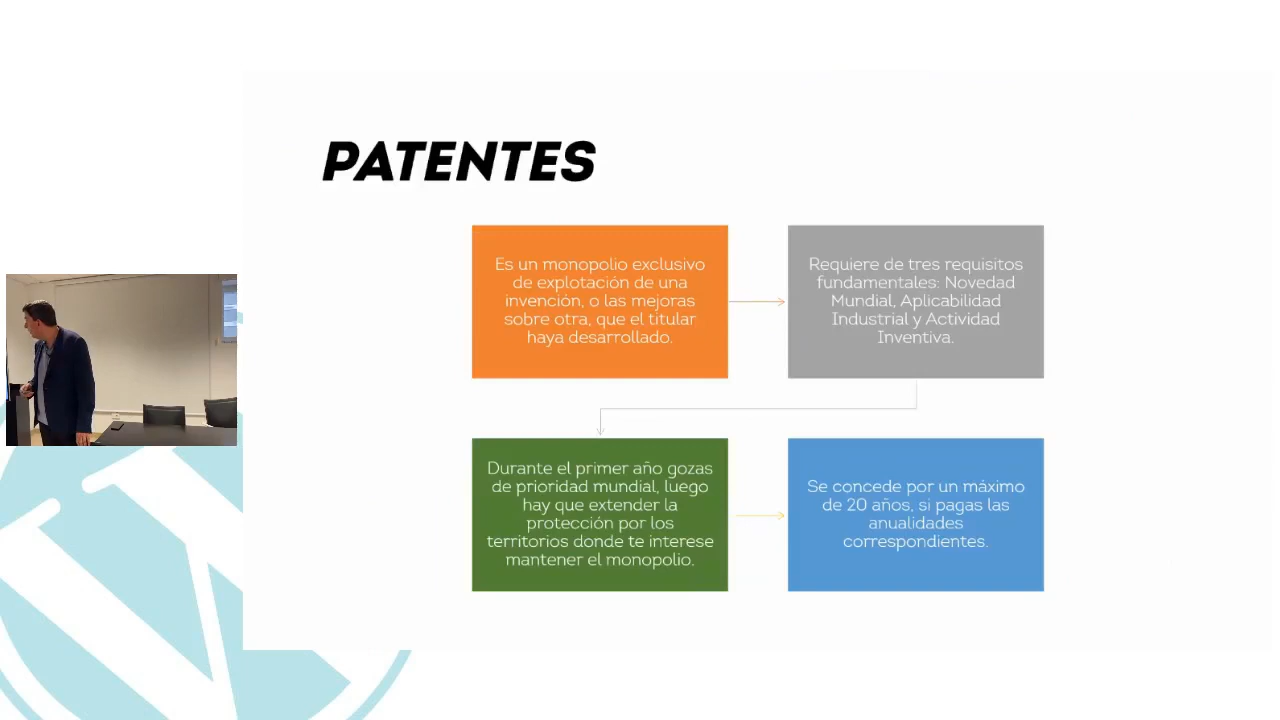 PATENTES
Es un monopolio exclusivo
de explotación de una
invención, o las mejoras
sobre otra, que el titular
haya desarrollado.
Requiere de tres requisitos
fundamentales: Novedad
Mundial, Aplicabilidad
Industrial y Actividad
Inventiva.
Durante el primer año gozas
de prioridad mundial, luego
hay que extender la
protección por los
territorios donde te interese
mantener el monopolio.
Se concede por un máximo
de 20 años, si pagas las
anualidades
correspondientes.